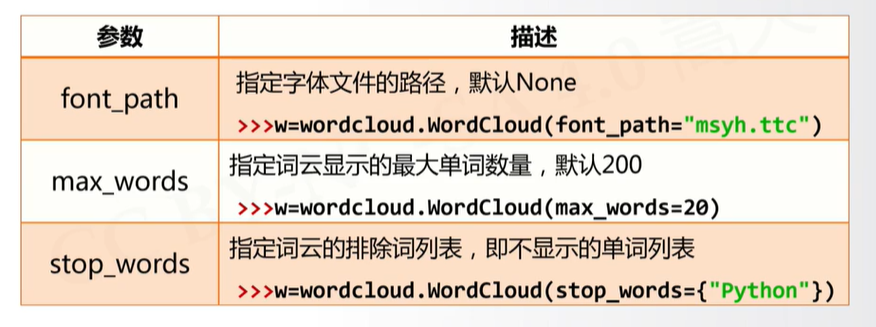 参数 描述
font_path 指定字体文件的路径，默认None
>>>w=wordcloud.WordCloud(font_path="msyh.ttc")
max_words 指定词云显示的最大单词数量，默认200
>>>w=wordcloud.WordCloud(max_words=20)
stop_words 指定词云的排除词列表，即不显示的单词列表
>>>w=wordcloud.WordCloud(stop_words={"Python"})